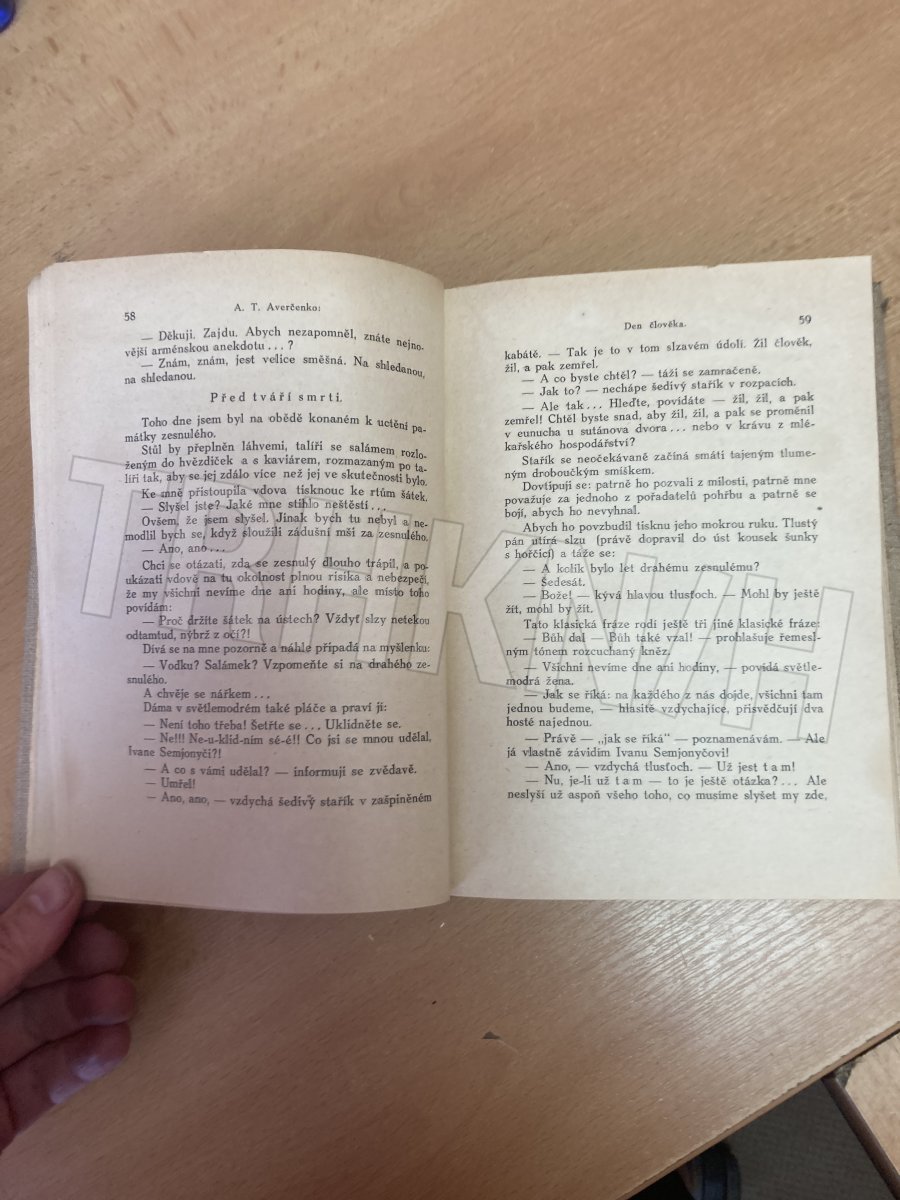 58
A. T. Averčenko:
— Děkuji. Zajdu. Abych nezapomněl, znáte nejno-
vější arménskou anekdotu...?
— Znám, znám, jest velice směšná. Na shledanou,
na shledanou.
Před tváří smrti.
Toho dne jsem byl na obědě konaném k uctění pa-
mátky zesnulého.
Stůl by přeplněn láhvemi, talíři se salámem rozlo-
ženým do hvězdiček a s kaviárem, rozmazaným po ta-
líři tak, aby se jej zdálo více než jej ve skutečnosti bylo.
Ke mně přistoupila vdova tisknouc ke rtům šátek.
— Slyšel jste? Jaké mne stihlo neštěstí...
Ovšem, že jsem slyšel. Jinak bych tu nebyl a ne-
modlil bych se, když sloužili zádušní mši za zesnulého.
— Ano, ano...
Chci se otázati, zda se zesnulý dlouho trápil, a po-
ukázati vdově na tu okolnost plnou risika a nebezpečí,
že my všichni nevíme dne ani hodiny, ale místo toho
povídám:
— Proč držíte šátek na ústech? Vždyť slzy netekou
odtamtud, nýbrž z očí?!
Dívá se na mne pozorně a náhle připadá na myšlenku:
— Vodku? Salámek? Vzpomeňte si na drahého ze-
snulého.
A chvěje se nářkem...
Dáma v světlemodrém také pláče a praví jí:
— Není toho třeba! Šetřte se... Uklidněte se.
— Ne!!! Ne-u-klid-ním sé-é!! Co jsi se mnou udělal,
Ivane Semjonyči?!
— A co s vámi udělal? — informuji se zvědavě.
— Umřel!
— Ano, ano, — vzdychá šedivý stařík v zašpiněném
Den člověka.
59
kabátě. — Tak je to v tom slzavém údolí. Žil člověk,
žil, a pak zemřel.
— A co byste chtěl? — táži se zamračeně.
— Jak to? — nechápe šedivý stařík v rozpacích.
— Ale tak... Hleďte, povídáte — žil, žil, a pak
zemřel! Chtěl byste snad, aby žil, žil, a pak se proměnil
v eunucha u sutánova dvora... nebo v krávu z mlé-
kařského hospodářství?
Stařík se neočekávaně začíná smáti tajeným tlume-
ným droboučkým smíškem.
Dovtipuji se: patrně ho pozvali z milosti, patrně mne
považuje za jednoho z pořadatelů pohřbu a patrně se
bojí, abych ho nevyhnal.
Abych ho povzbudil tisknu jeho mokrou ruku. Tlustý
pán utírá slzu (právě dopravil do úst kousek šunky
s hořčicí) a táže se:
— A kolik bylo let drahému zesnulému?
— Šedesát.
— Bože! — kývá hlavou tlusťoch. — Mohl by ještě
žít, mohl by žít.
Tato klasická fráze rodí ještě tři jiné klasické fráze:
— Bůh dal — Bůh také vzal! — prohlašuje řemesl-
ným tónem rozcuchaný kněz.
— Všichni nevíme dne ani hodiny, — povídá světle-
modrá žena.
— Jak se říká: na každého z nás dojde, všichni tam
jednou budeme, — hlasitě vzdychajíce, přisvědčují dva
hosté najednou.
— Právě — „jak se říká“ — poznamenávám. — Ale
já vlastně závidím Ivanu Semjonyčovi!
— Ano, — vzdychá tlusťoch. — Už jest tam!
— Nu, je-li už tam — to je ještě otázka?... Ale
neslyší už aspoň všeho toho, co musíme slyšet my zde,
TREKKNIH